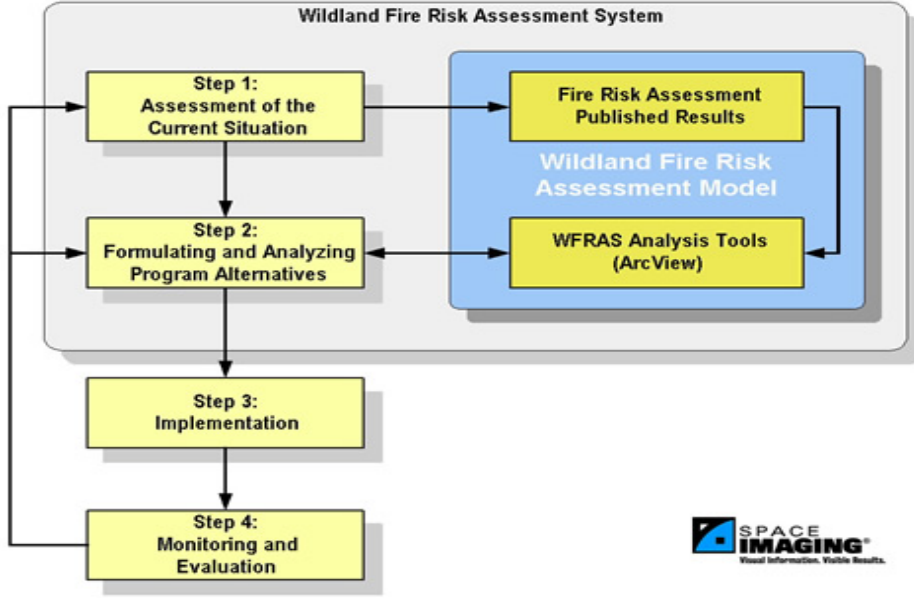 Wildland Fire Risk Assessment System
Step 1:
Assessment of the
Current Situation
Fire Risk Assessment
Published Results
Wildland Fire Risk
Assessment Model
Step 2:
Formulating and Analyzing
Program Alternatives
WFRAS Analysis Tools
(ArcView)
Step 3:
Implementation
Step 4:
Monitoring and
Evaluation
SPACE
IMAGING®
Visual Information. Visible Results.